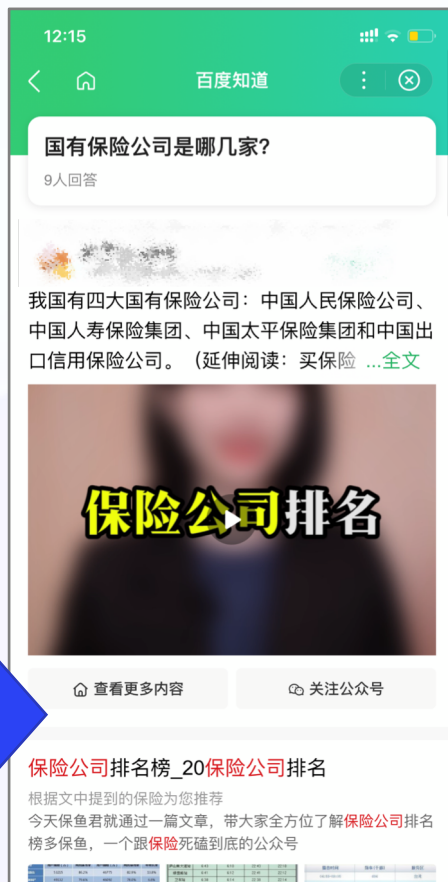 12:15
百度知道
国有保险公司是哪几家?
9人回答
我国有四大国有保险公司：中国人民保险公司、
中国人寿保险集团、中国太平保险集团和中国出
口信用保险公司。（延伸阅读：买保险 ...全文
保险公司排名
查看更多内容
关注公众号
保险公司排名榜_20保险公司排名
根据文中提到的保险为您推荐
今天保鱼君就通过一篇文章，带大家全方位了解保险公司排名
榜多保鱼，一个跟保险死磕到底的公众号